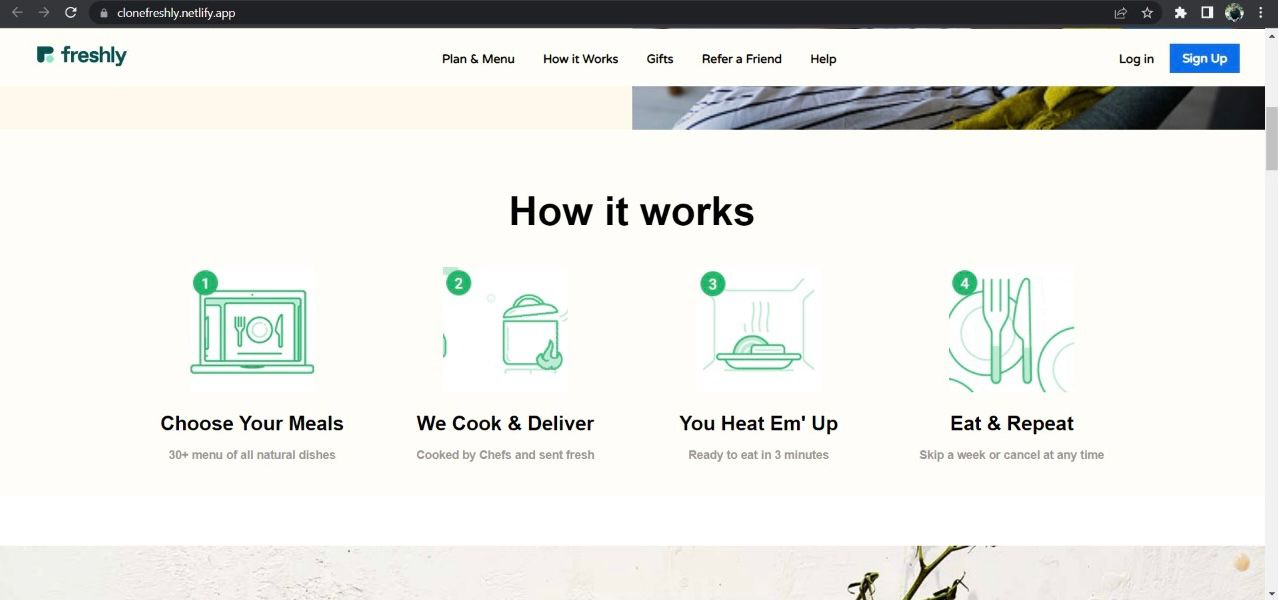 clonefreshly.netlify.app
freshly
Plan & Menu How it Works Gifts Refer a Friend Help Log in Sign Up
How it works
1 2 3 4
Choose Your Meals We Cook & Deliver You Heat Em' Up Eat & Repeat
30+ menu of all natural dishes Cooked by Chefs and sent fresh Ready to eat in 3 minutes Skip a week or cancel at any time